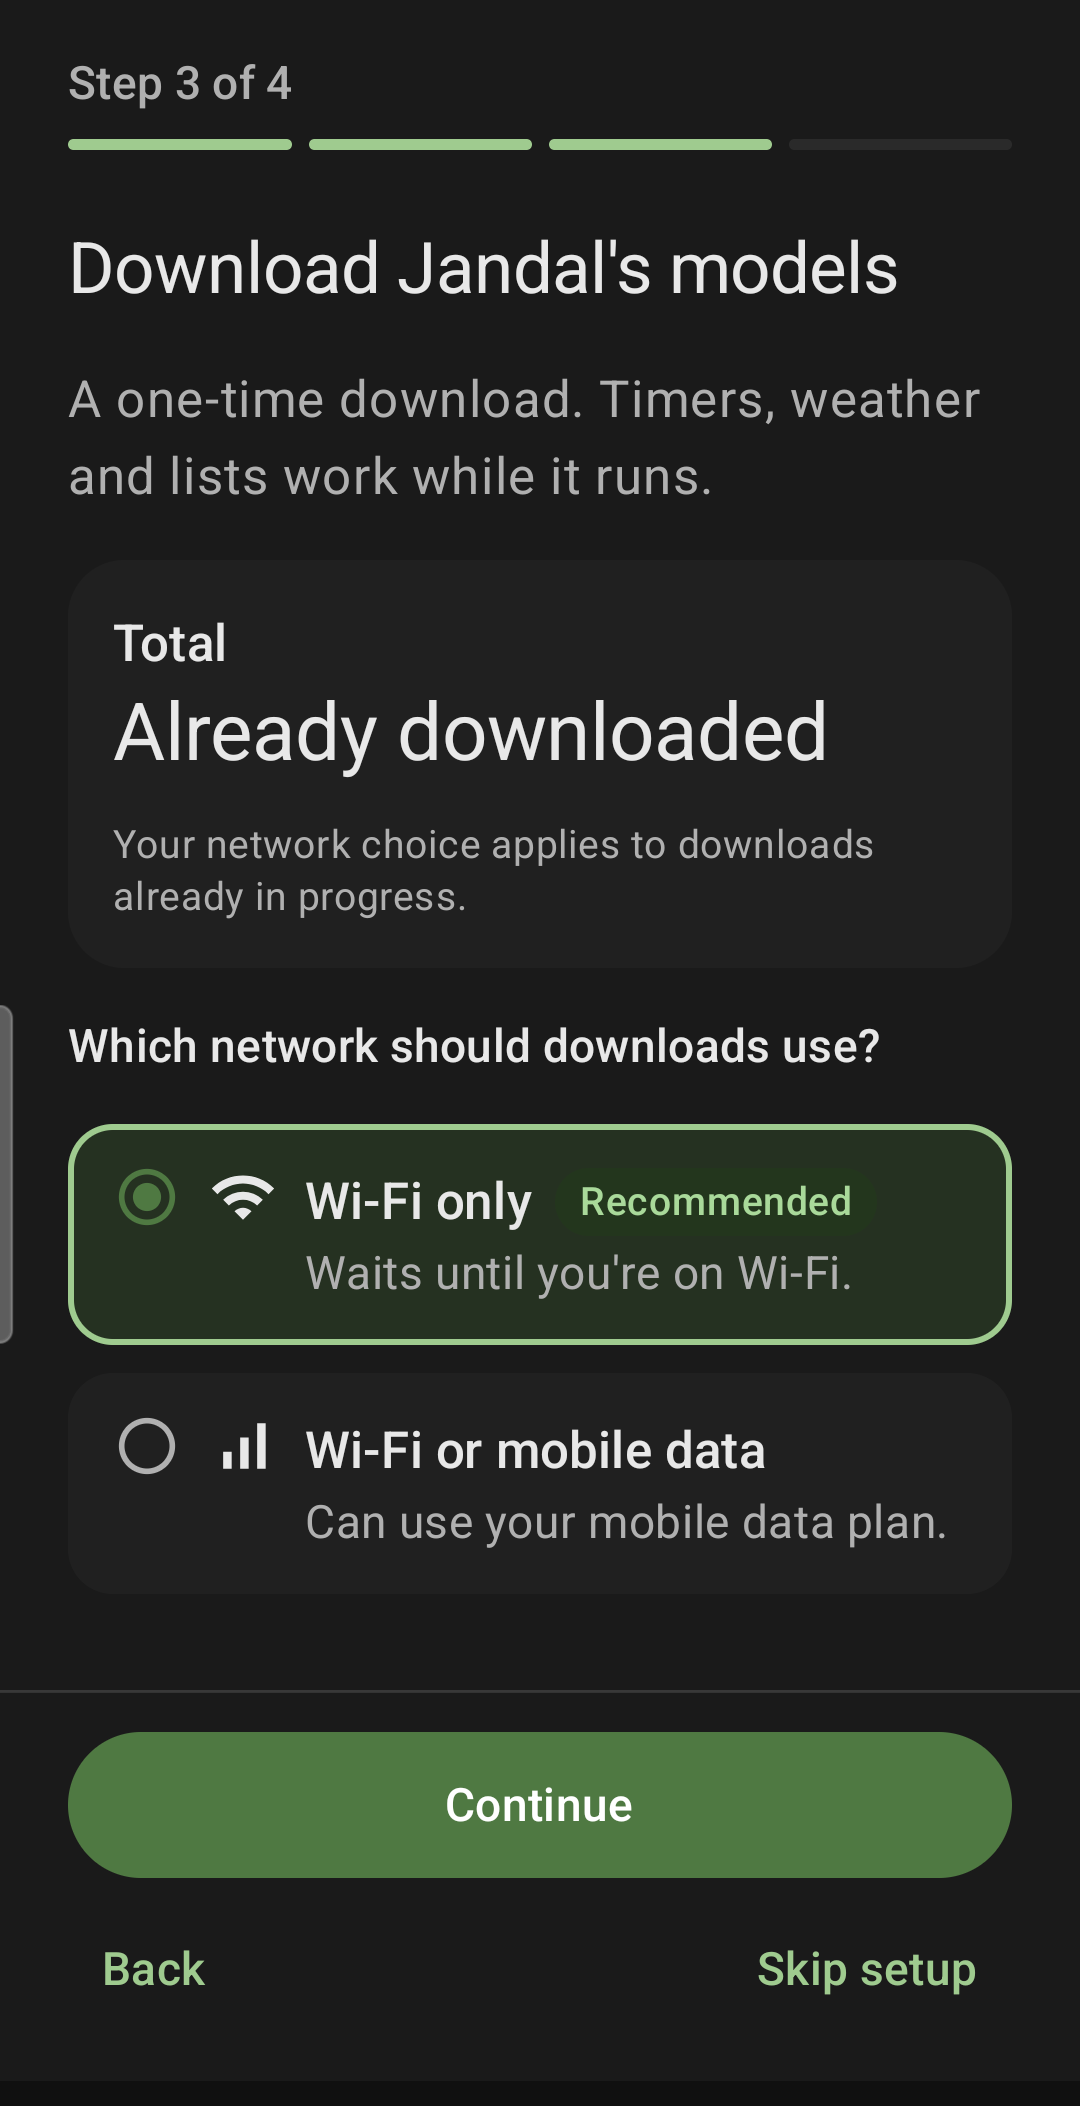 Step 3 of 4
Download Jandal's models
A one-time download. Timers, weather
and lists work while it runs.
Total
Already downloaded
Your network choice applies to downloads
already in progress.
Which network should downloads use?
Wi-Fi only Recommended
Waits until you're on Wi-Fi.
Wi-Fi or mobile data
Can use your mobile data plan.
Continue
Back Skip setup